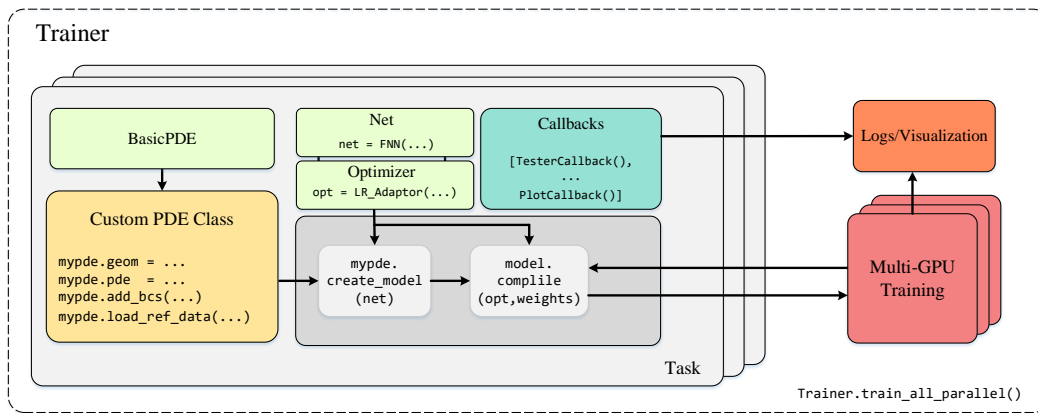 Trainer
BasicPDE
Net
net = FNN(...)
Optimizer
opt = LR_Adaptor(...)
Callbacks
[TesterCallback(),
...
PlotCallback()]
Logs/Visualization
Custom PDE Class
mypde.geom = ...
mypde.pde  = ...
mypde.add_bcs(...)
mypde.load_ref_data(...)
mypde.
create_model
(net)
model.
complile
(opt,weights)
Multi-GPU
Training
Task
Trainer.train_all_parallel()